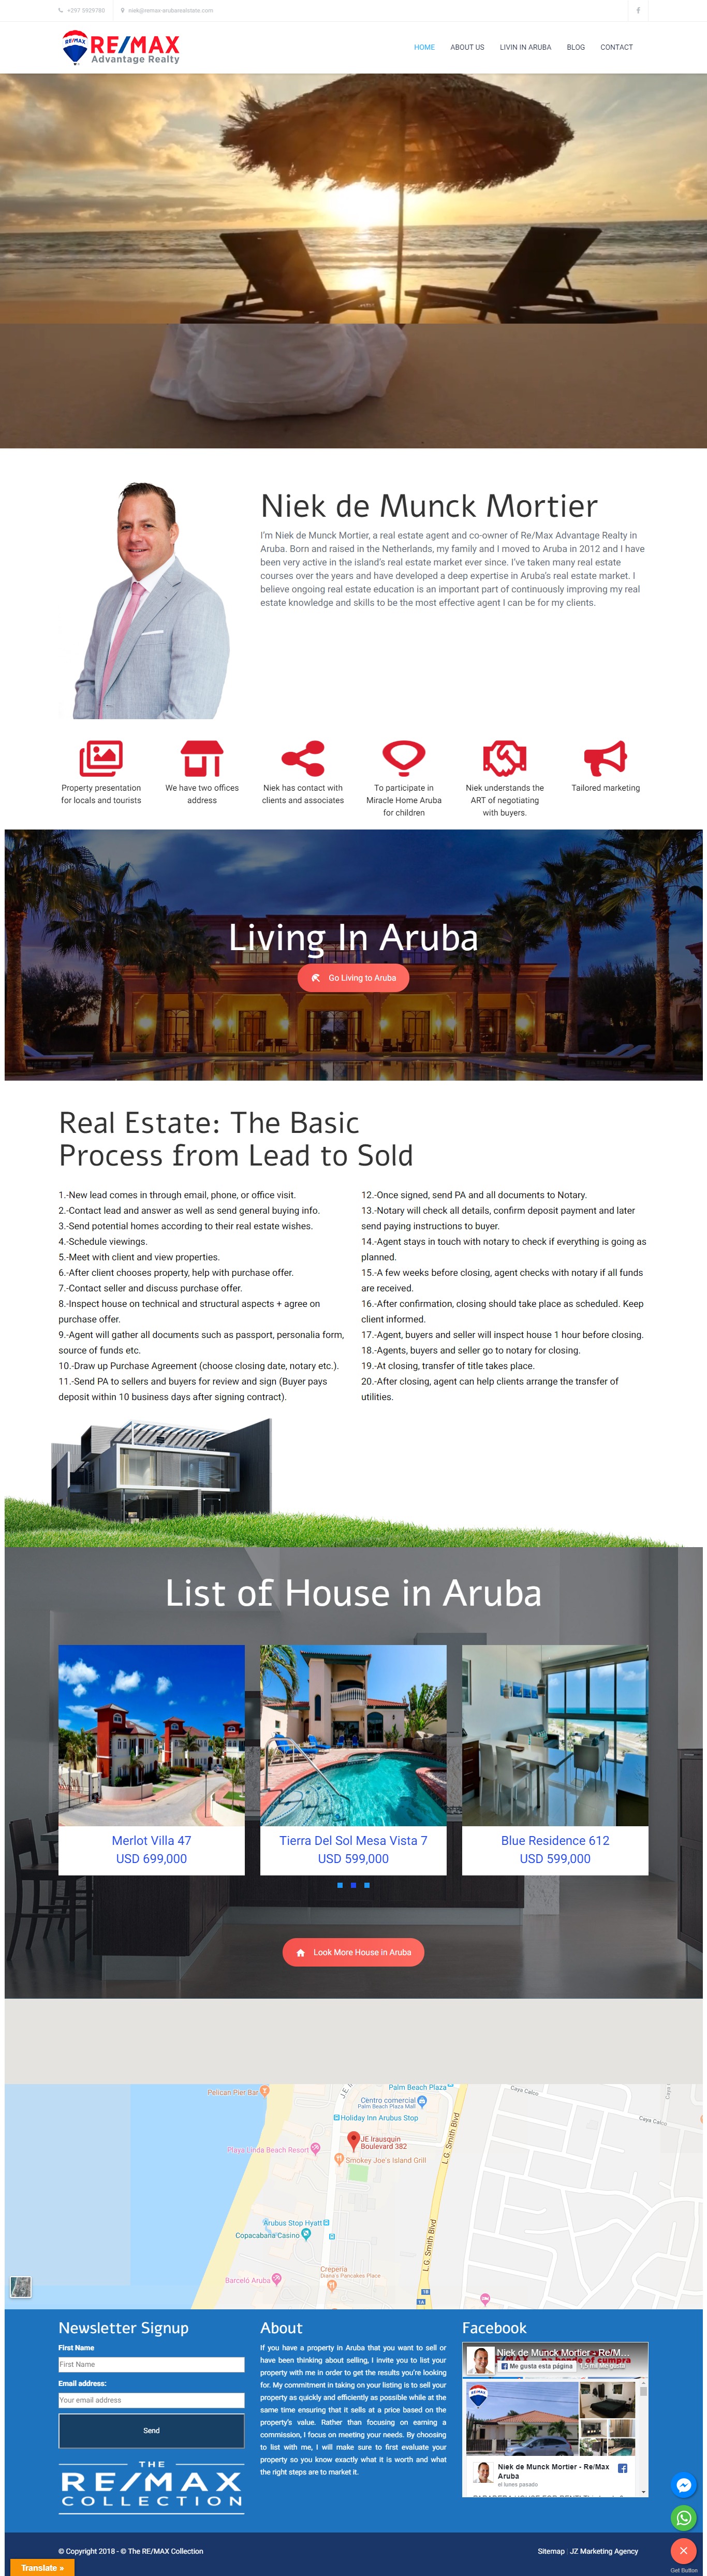 +297 5929780 niek@remax-arubarealestate.com
RE/MAX
Advantage Realty
HOME ABOUT US LIVIN IN ARUBA BLOG CONTACT
Niek de Munck Mortier
I'm Niek de Munck Mortier, a real estate agent and co-owner of Re/Max Advantage Realty in
Aruba. Born and raised in the Netherlands, my family and I moved to Aruba in 2012 and I have
been very active in the island's real estate market ever since. I've taken many real estate
courses over the years and have developed a deep expertise in Aruba's real estate market. I
believe ongoing real estate education is an important part of continuously improving my real
estate knowledge and skills to be the most effective agent I can be for my clients.
Property presentation
for locals and tourists
We have two offices
address
Niek has contact with
clients and associates
To participate in
Miracle Home Aruba
for children
Niek understands the
ART of negotiating
with buyers.
Tailored marketing
Living In Aruba
Go Living to Aruba
Real Estate: The Basic
Process from Lead to Sold
1.-New lead comes in through email, phone, or office visit.
2.-Contact lead and answer as well as send general buying info.
3.-Send potential homes according to their real estate wishes.
4.-Schedule viewings.
5.-Meet with client and view properties.
6.-After client chooses property, help with purchase offer.
7.-Contact seller and discuss purchase offer.
8.-Inspect house on technical and structural aspects + agree on
purchase offer.
9.-Agent will gather all documents such as passport, personalia form,
source of funds etc.
10.-Draw up Purchase Agreement (choose closing date, notary etc.).
11.-Send PA to sellers and buyers for review and sign (Buyer pays
deposit within 10 business days after signing contract).
12.-Once signed, send PA and all documents to Notary.
13.-Notary will check all details, confirm deposit payment and later
send paying instructions to buyer.
14.-Agent stays in touch with notary to check if everything is going as
planned.
15.-A few weeks before closing, agent checks with notary if all funds
are received.
16.-After confirmation, closing should take place as scheduled. Keep
client informed.
17.-Agent, buyers and seller will inspect house 1 hour before closing.
18.-Agents, buyers and seller go to notary for closing.
19.-At closing, transfer of title takes place.
20.-After closing, agent can help clients arrange the transfer of
utilities.
List of House in Aruba
Merlot Villa 47
USD 699,000
Tierra Del Sol Mesa Vista 7
USD 599,000
Blue Residence 612
USD 599,000
Look More House in Aruba
Pelican Pier Bar
J.E.
Palm Beach Plaza
Centro comercial
Palm Beach Plaza Mall
Holiday Inn Arubus Stop
Caya Calco
Caya Calco
JE Irausquin
Boulevard 382
Playa Linda Beach Resort
Smokey Joe's Island Grill
L.G. Smith Blvd
Arubus Stop Hyatt
Copacabana Casino
L.G. Smith Blvd
Creperia
Diana's Pancakes Place
Barceló Aruba
Newsletter Signup
First Name
First Name
Email address:
Your email address
Send
THE
RE/MAX
COLLECTION
About
If you have a property in Aruba that you want to sell or
have been thinking about selling, I invite you to list your
property with me in order to get the results you're looking
for. My commitment in taking on your listing is to sell your
property as quickly and efficiently as possible while at the
same time ensuring that it sells at a price based on the
property's value. Rather than focusing on earning a
commission, I focus on meeting your needs. By choosing
to list with me, I will make sure to first evaluate your
property so you know exactly what it is worth and what
the right steps are to market it.
Facebook
Niek de Munck Mortier - Re/M...
Me gusta esta página
Niek de Munck Mortier - Re/Max
Aruba
el lunes pasado
© Copyright 2018 - © The RE/MAX Collection
Sitemap JZ Marketing Agency
Translate »
Get Button